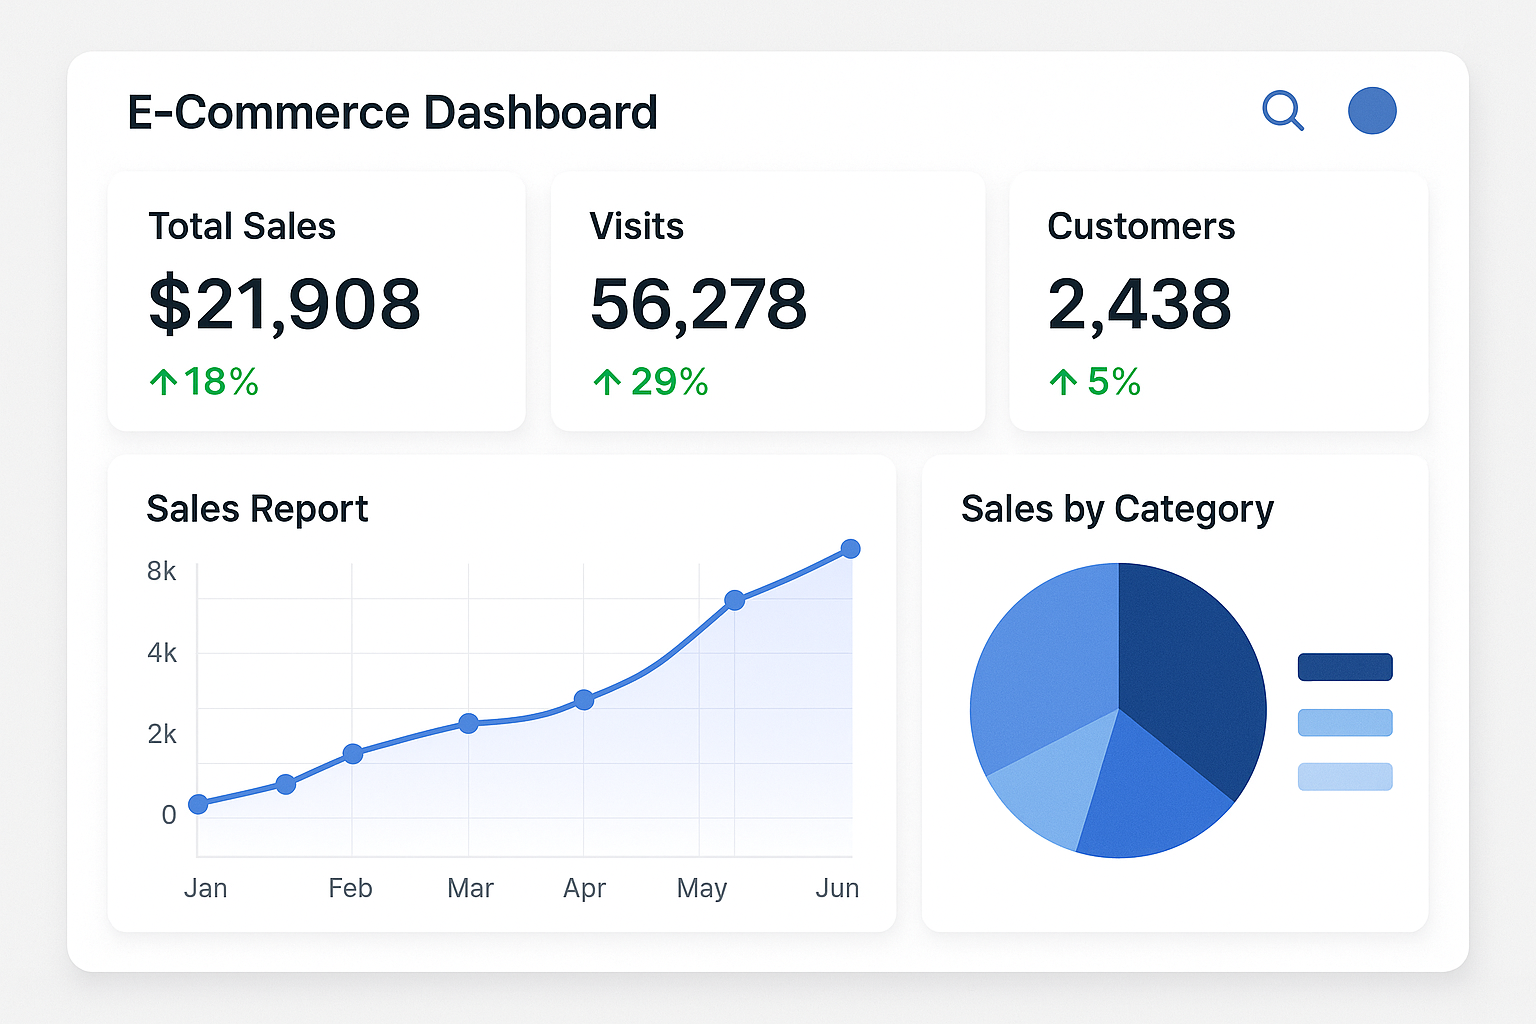 E-Commerce Dashboard
Total Sales
$21,908
↑18%
Visits
56,278
↑ 29%
Customers
2,438
↑ 5%
Sales Report
8k
4k
2k
0
Jan Feb Mar Apr May Jun
Sales by Category